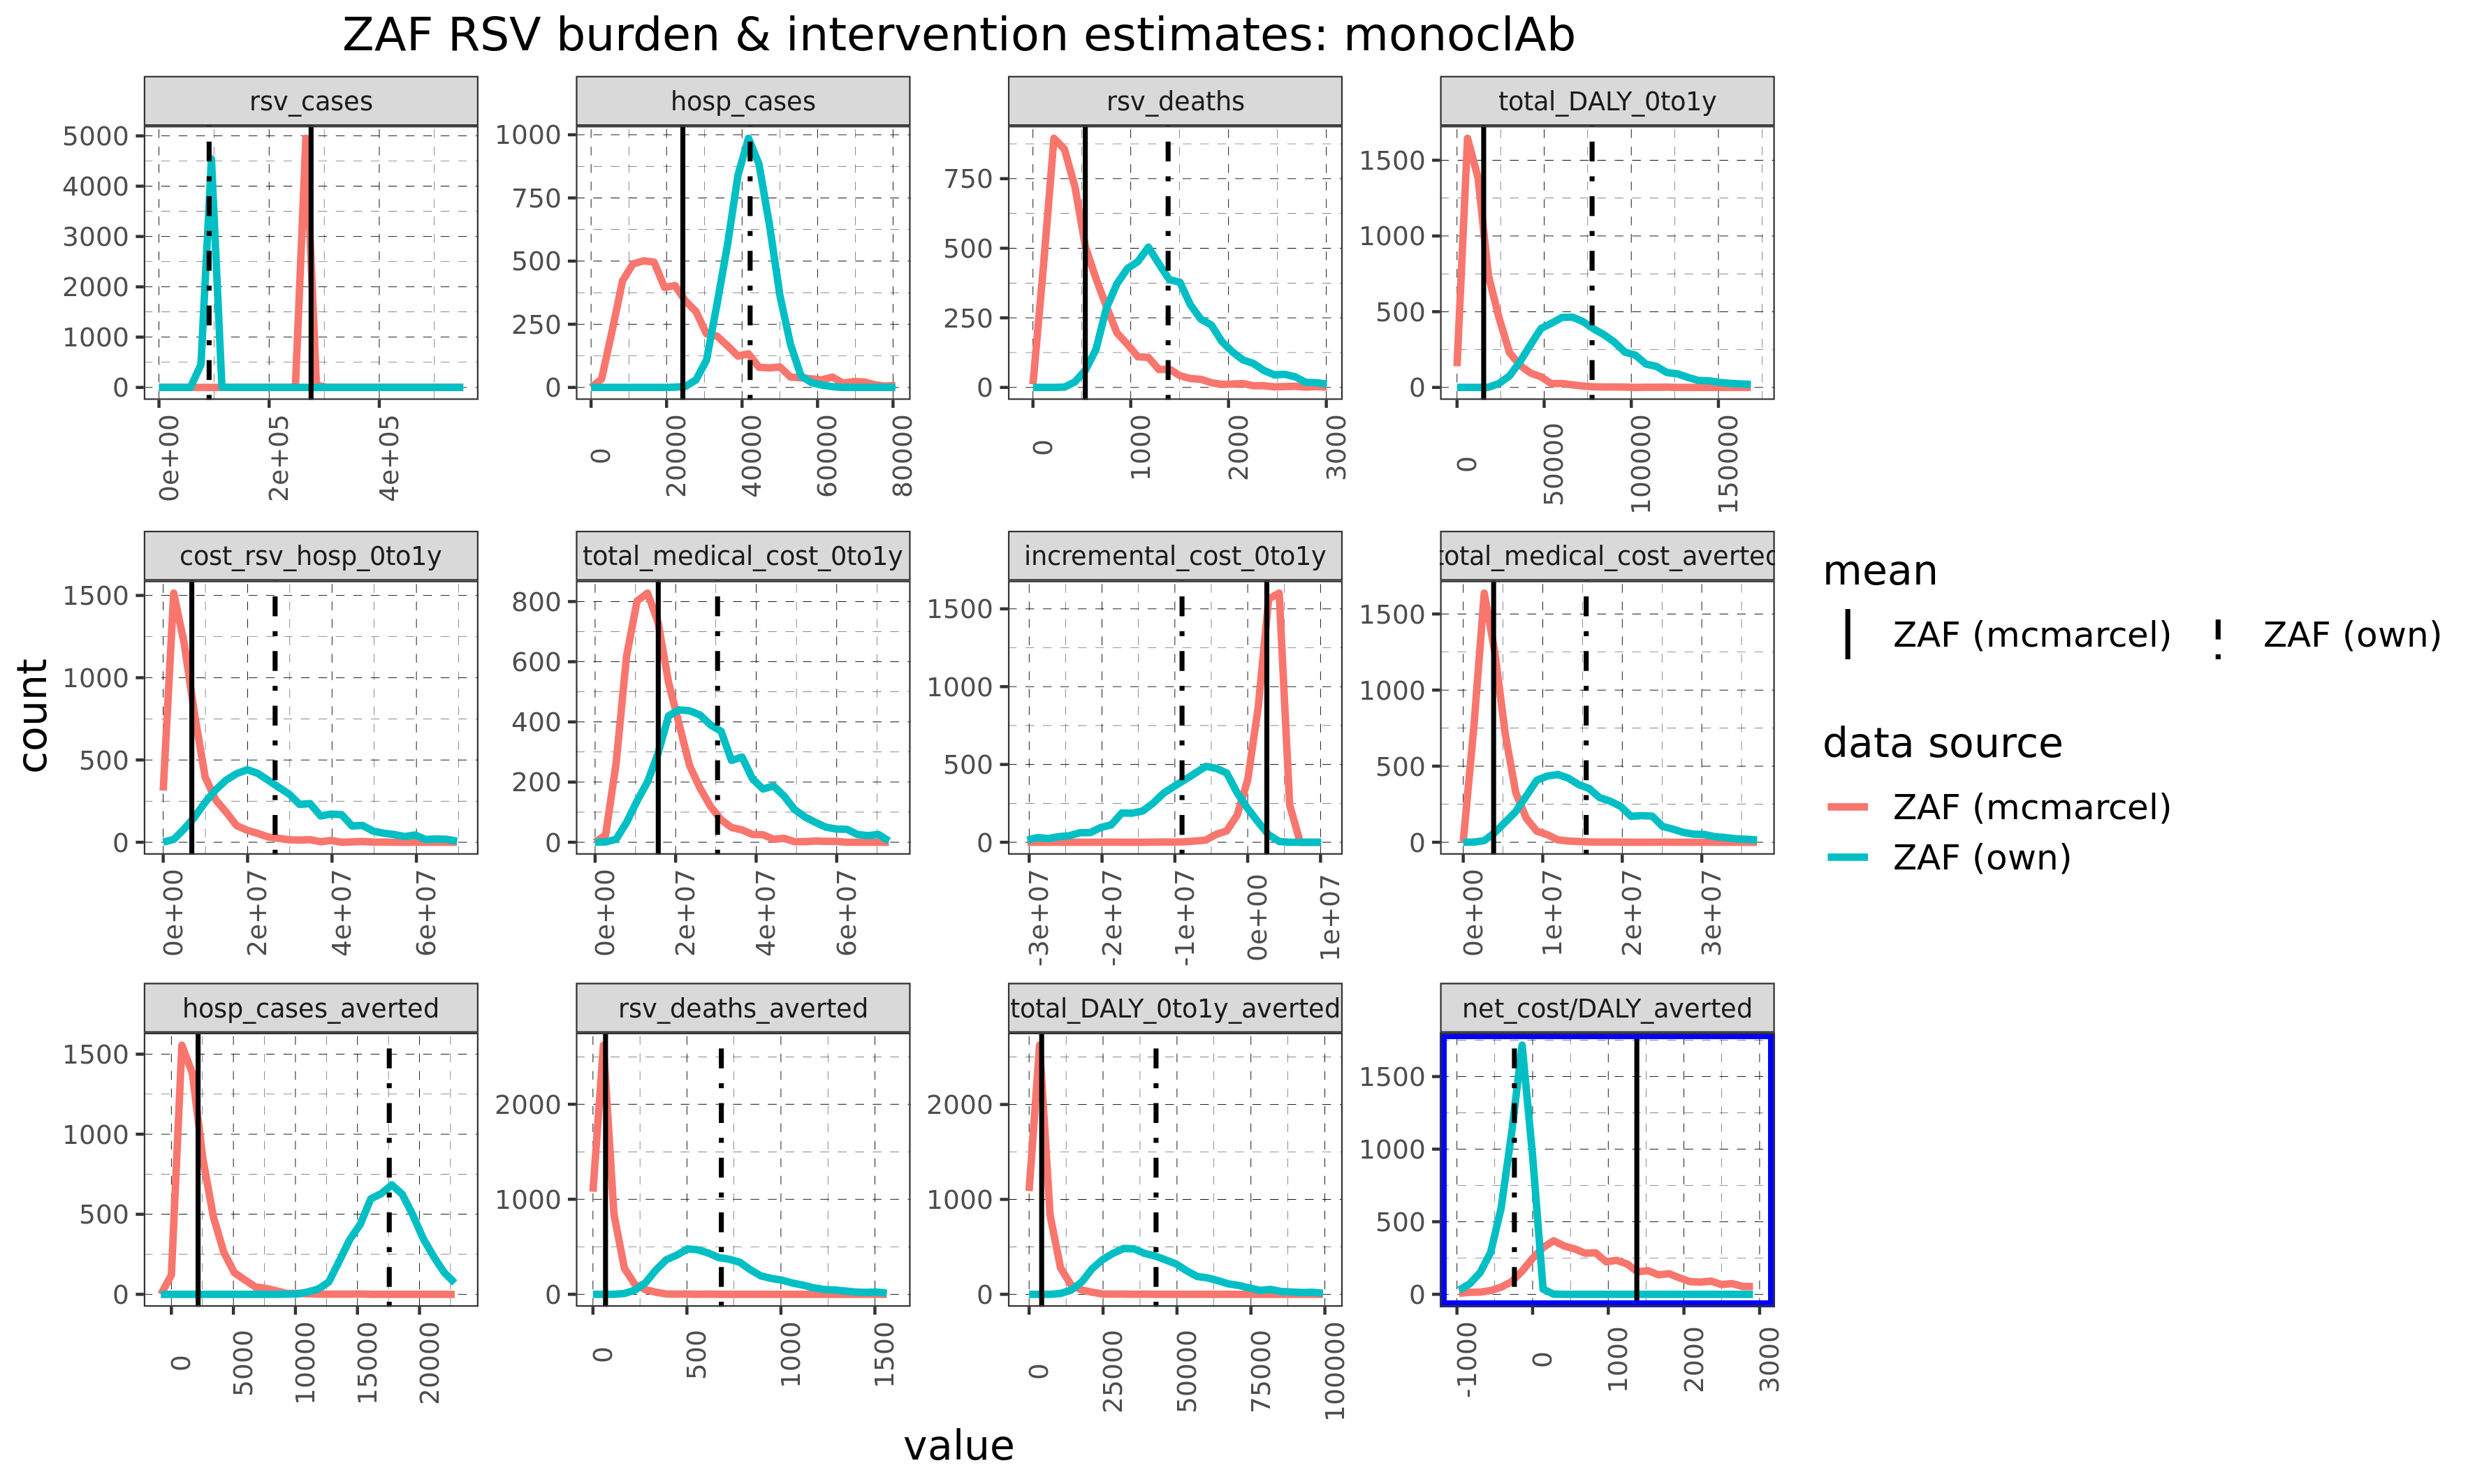 ZAF RSV burden & intervention estimates: monoclAb
rsv_cases
hosp_cases
rsv_deaths
total_DALY_0to1y
5000
4000
3000
2000
1000
0
1000
750
500
250
0
750
500
250
0
1500
1000
500
0
0e+00
2e+05
4e+05
0
20000
40000
60000
80000
0
1000
2000
3000
0
50000
100000
150000
cost_rsv_hosp_0to1y
total_medical_cost_0to1y
incremental_cost_0to1y
total_medical_cost_averted
1500
1000
500
0
800
600
400
200
0
1500
1000
500
0
1500
1000
500
0
0e+00
2e+07
4e+07
6e+07
0e+00
2e+07
4e+07
6e+07
-3e+07
-2e+07
-1e+07
0e+00
1e+07
0e+00
1e+07
2e+07
3e+07
hosp_cases_averted
rsv_deaths_averted
total_DALY_0to1y_averted
net_cost/DALY_averted
1500
1000
500
0
2000
1000
0
2000
1000
0
1500
1000
500
0
0
5000
10000
15000
20000
0
500
1000
1500
0
25000
50000
75000
100000
-1000
0
1000
2000
3000
count
value
mean
ZAF (mcmarcel)
ZAF (own)
data source
ZAF (mcmarcel)
ZAF (own)